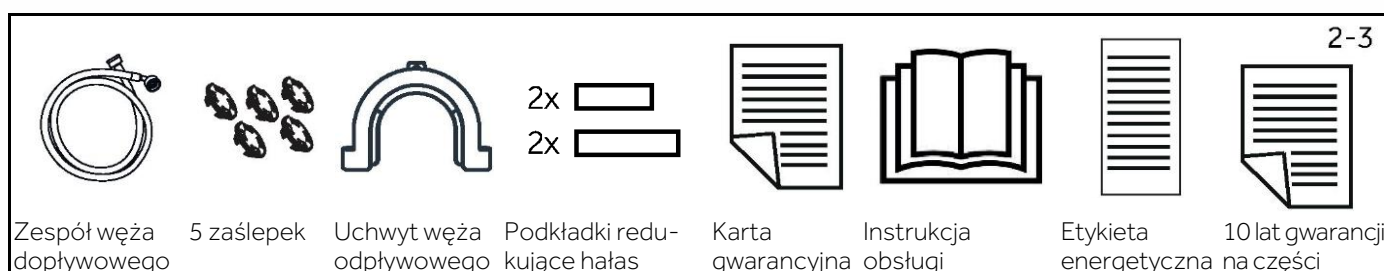 2-3
2x
2x
Zespół węża
dopływowego
5 zaślepek
Uchwyt węża
odpływowego
Podkładki redu-
kujące hałas
Karta
gwarancyjna
Instrukcja
obsługi
Etykieta
energetyczna
10 lat gwarancji
na części